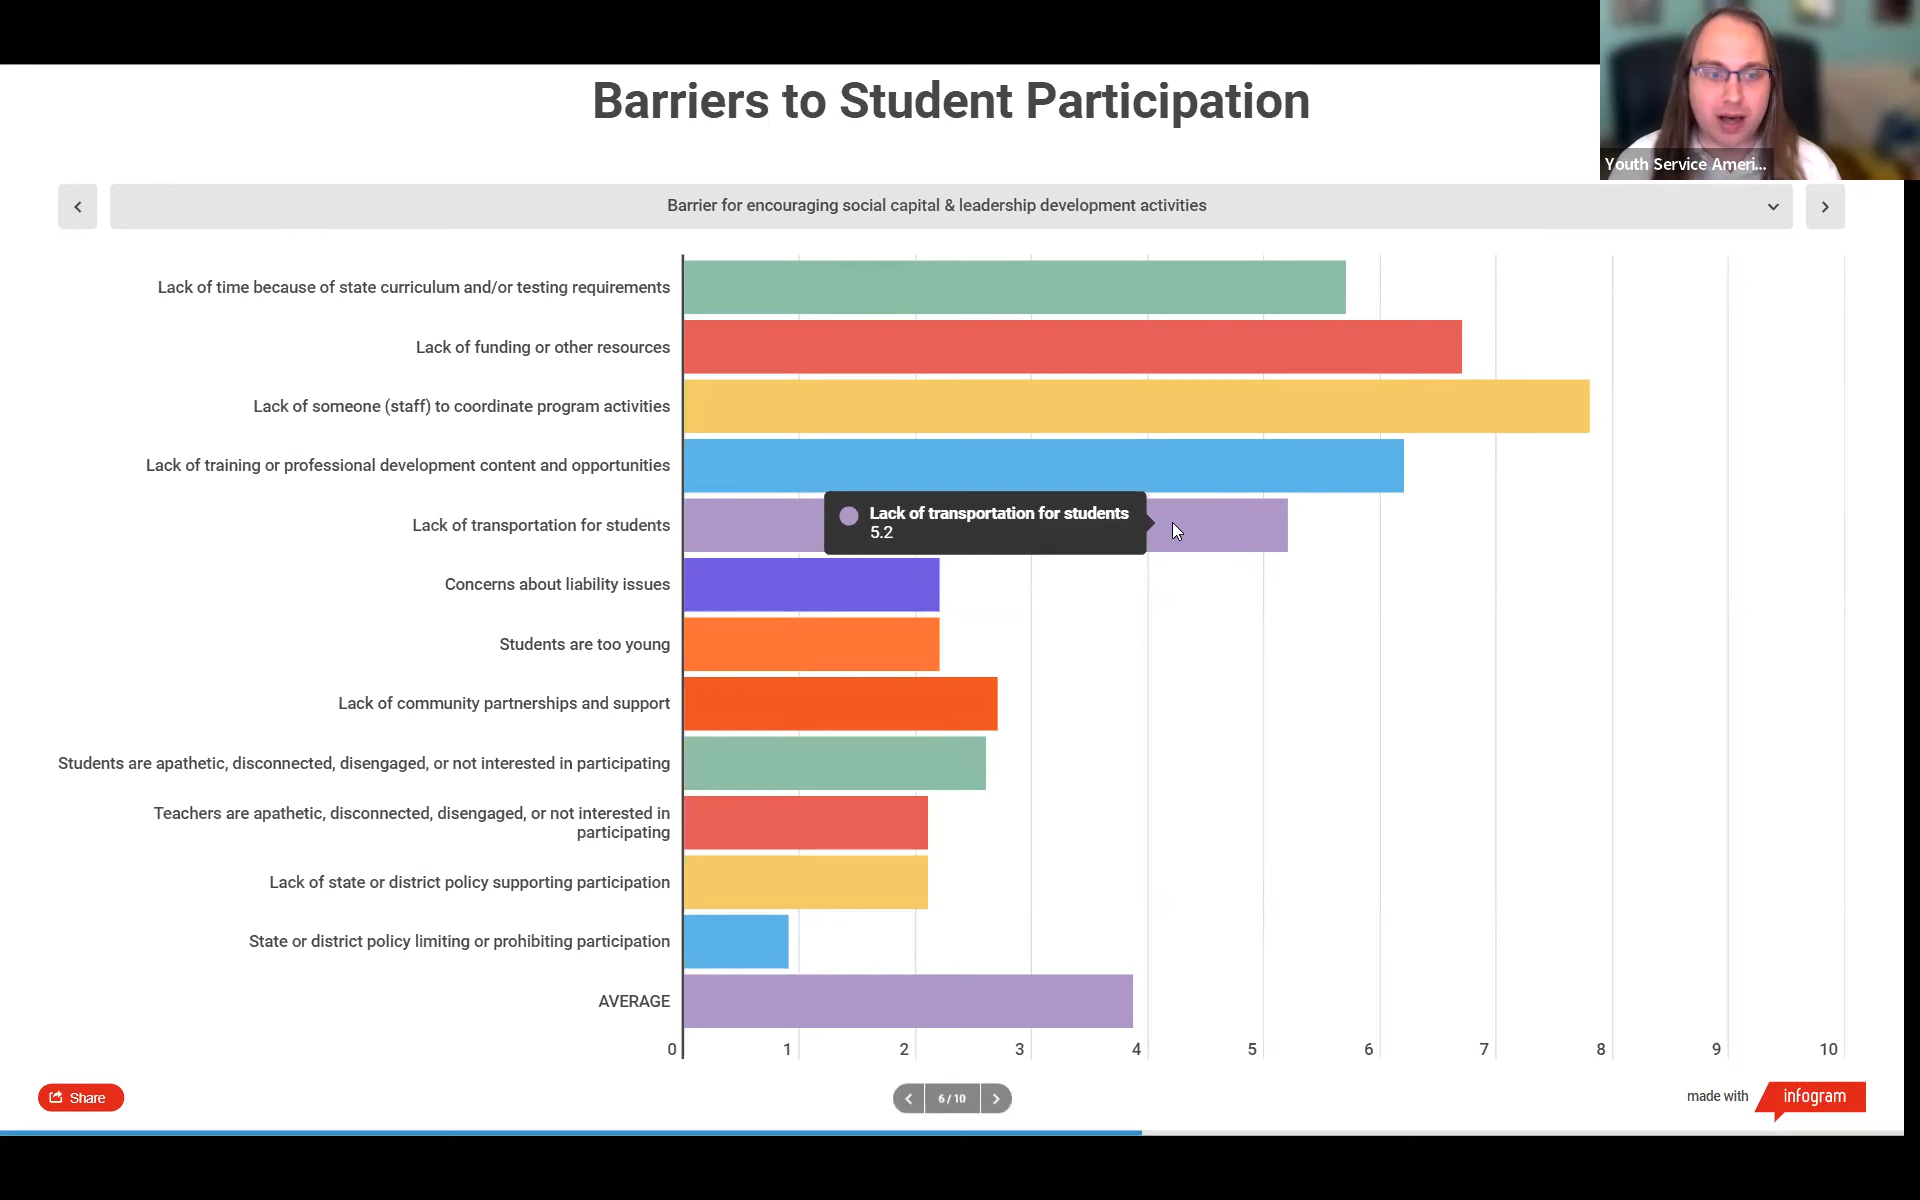 Barriers to Student Participation
Youth Service Ameri...
Barrier for encouraging social capital & leadership development activities
Lack of time because of state curriculum and/or testing requirements
Lack of funding or other resources
Lack of someone (staff) to coordinate program activities
Lack of training or professional development content and opportunities
Lack of transportation for students
Lack of transportation for students
5.2
Concerns about liability issues
Students are too young
Lack of community partnerships and support
Students are apathetic, disconnected, disengaged, or not interested in participating
Teachers are apathetic, disconnected, disengaged, or not interested in
participating
Lack of state or district policy supporting participation
State or district policy limiting or prohibiting participation
AVERAGE
0 1 2 3 4 5 6 7 8 9 10
Share
6 / 10
made with infogram